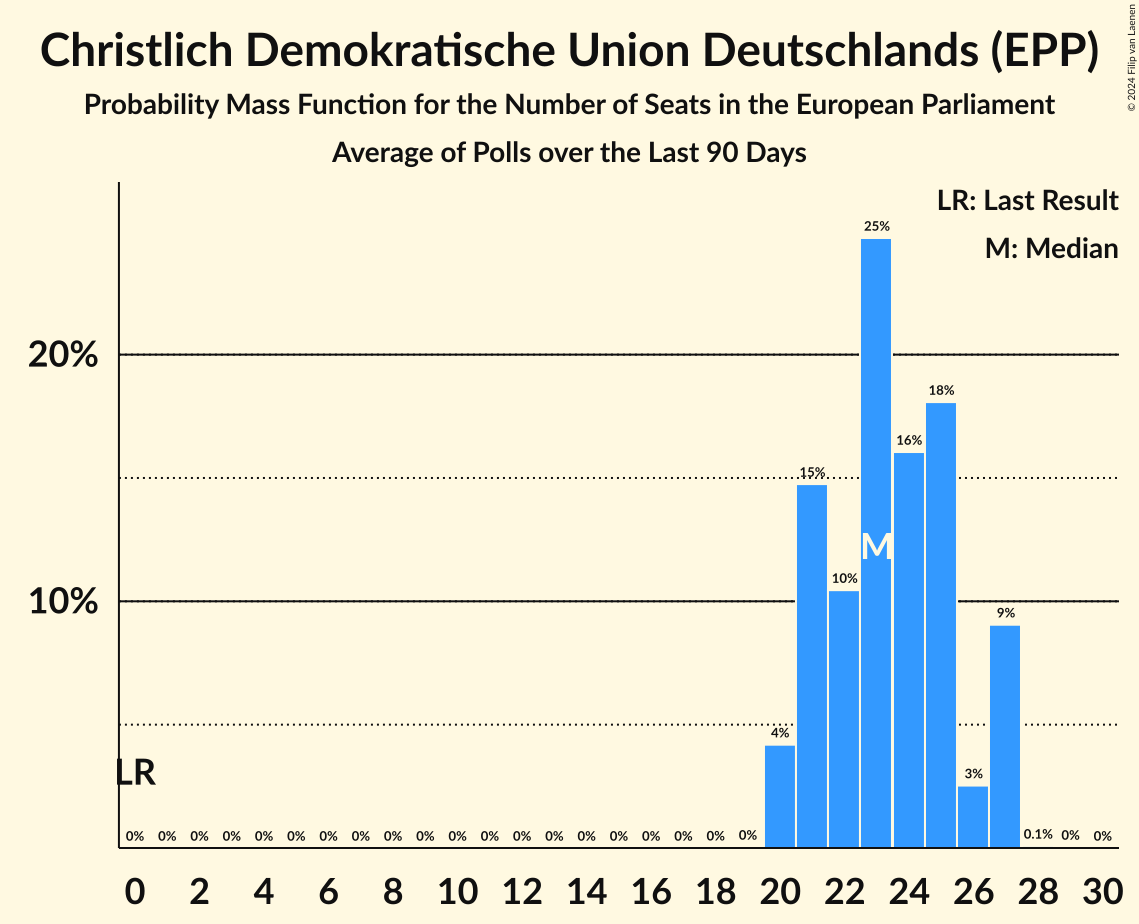 Christlich Demokratische Union Deutschlands (EPP)
Probability Mass Function for the Number of Seats in the European Parliament
Average of Polls over the Last 90 Days
© 2024 Filip van Laenen
LR: Last Result
M: Median
25%
20%
18%
16%
15%
M
10%
10%
9%
4%
LR
3%
0% 0% 0% 0% 0% 0% 0% 0% 0% 0% 0% 0% 0% 0% 0% 0% 0% 0% 0% 0% 0.1% 0% 0%
0 2 4 6 8 10 12 14 16 18 20 22 24 26 28 30